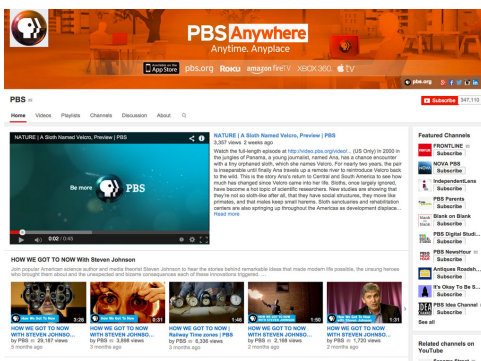 PBS Anywhere
Anytime. Anyplace
Available on the App Store pbs.org ROKU amazon fireTV XBOX 360 tv
pbs.org
PBS
Subscribe 347,110
Home Videos Playlists Channels Discussion About
NATURE | A Sloth Named Velcro, Preview | PBS
Be more PBS
0:02 / 0:45
NATURE | A Sloth Named Velcro, Preview | PBS
3,357 views 2 weeks ago
Watch the full-length episode at http://video.pbs.org/video/... (US Only) In 2000 in
the jungles of Panama, a young journalist, named Ana, has a chance encounter
with a tiny orphaned sloth, which she names Velcro. For nearly two years, the pair
is inseparable until finally Ana travels up a remote river to reintroduce Velcro back
to the wild. This is the story Ana's return to Central and South America to see how
much has changed since Velcro came into her life. Sloths, once largely ignored,
have become a hot topic of scientific researchers. New studies are showing that
they're not as sloth-like after all, that they have social structures, they move like
primates, and that males keep small harems. Sloth sanctuaries and rehabilitation
centers are also springing up throughout the Americas as development displace...
Read more
HOW WE GOT TO NOW With Steven Johnson
Join popular American science author and media theorist Steven Johnson to hear the stories behind remarkable ideas that made modern life possible, the unsung heroes
who brought them about and the unexpected and bizarre consequences each of these innovations triggered. ...
3:26
HOW WE GOT TO NOW
WITH STEVEN JOHNSO...
by PBS
29,187 views
3 months ago
0:31
HOW WE GOT TO NOW
WITH STEVEN JOHNSO...
by PBS 3,898 views
3 months ago
HOW WE GOT TO NOW |
Railway Time zones | PBS
by PBS 6,336 views
3 months ago
1:50
HOW WE GOT TO NOW
WITH STEVEN JOHNSO...
by PBS 2,168 views
2 months ago
1:31
HOW WE GOT TO NOW
WITH STEVEN JOHNSO...
by PBS 1,720 views
2 months ago
Featured Channels
FRONTLINE
Subscribe
NOVA PBS
Subscribe
IndependentLens
Subscribe
PBS Parents
Subscribe
Blank on Blank
Subscribe
PBS Digital Studi...
Subscribe
PBS NewsHour
Subscribe
Antiques Roadsh...
Subscribe
It's Okay To Be S...
Subscribe
PBS Idea Channel
Subscribe
See all
Related channels on
YouTube